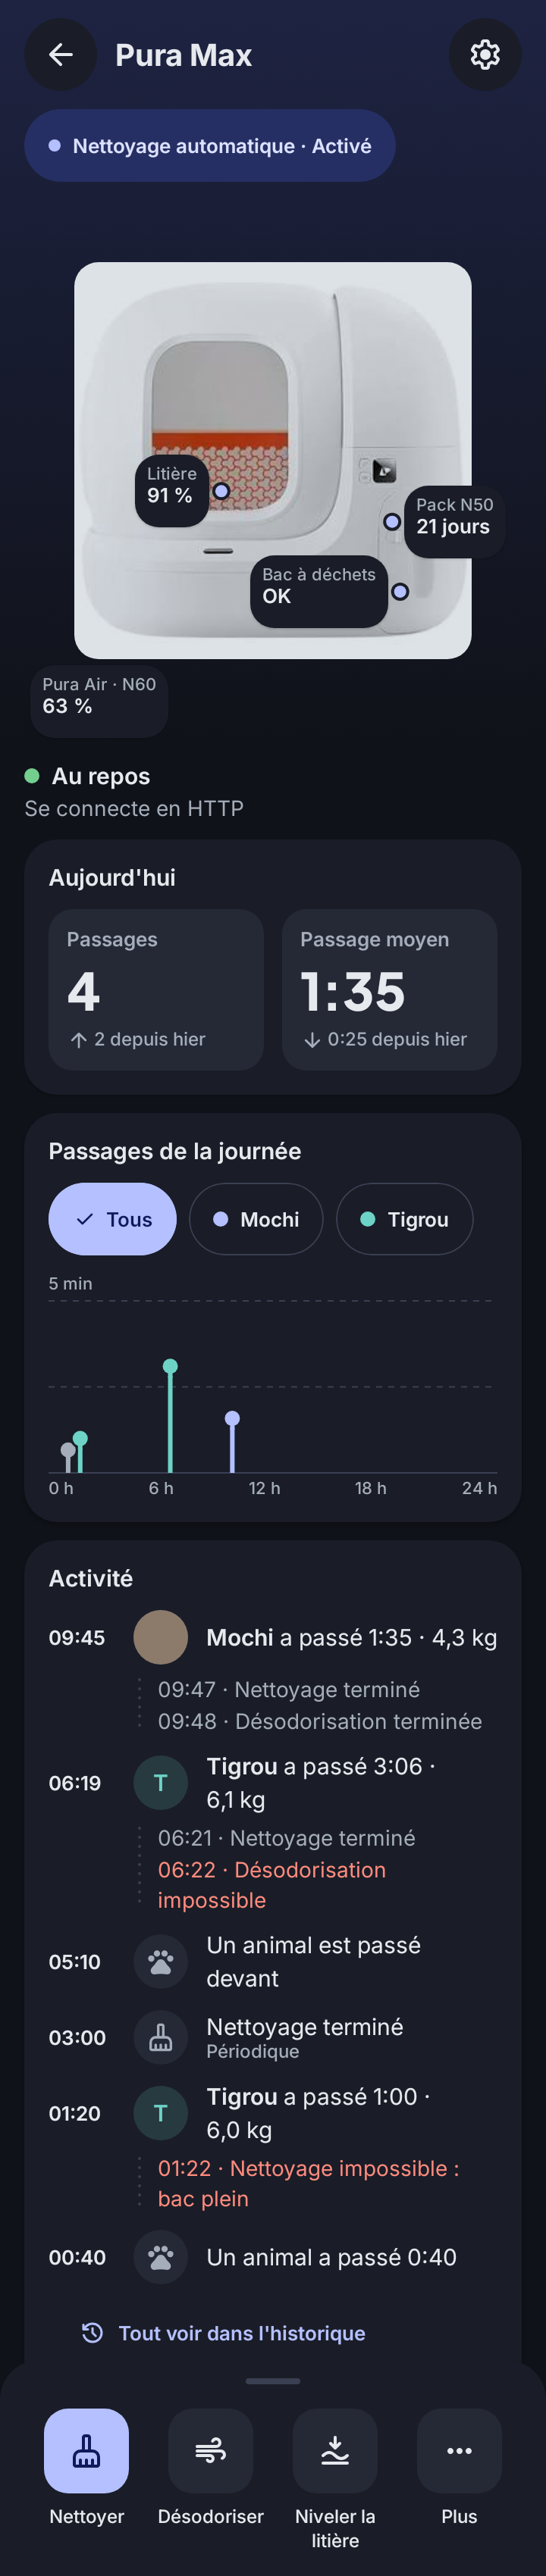 Pura Max
Nettoyage automatique · Activé
Litière
91 %
Pack N50
21 jours
Bac à déchets
OK
Pura Air · N60
63 %
Au repos
Se connecte en HTTP
Aujourd'hui
Passages
4
↑ 2 depuis hier
Passage moyen
1:35
↓ 0:25 depuis hier
Passages de la journée
Tous
Mochi
Tigrou
5 min
0 h
6 h
12 h
18 h
24 h
Activité
09:45
Mochi a passé 1:35 · 4,3 kg
09:47 · Nettoyage terminé
09:48 · Désodorisation terminée
06:19
T
Tigrou a passé 3:06 ·
6,1 kg
06:21 · Nettoyage terminé
06:22 · Désodorisation
impossible
05:10
Un animal est passé
devant
03:00
Nettoyage terminé
Périodique
01:20
T
Tigrou a passé 1:00 ·
6,0 kg
01:22 · Nettoyage impossible :
bac plein
00:40
Un animal a passé 0:40
Tout voir dans l'historique
Nettoyer
Désodoriser
Niveler la
litière
Plus